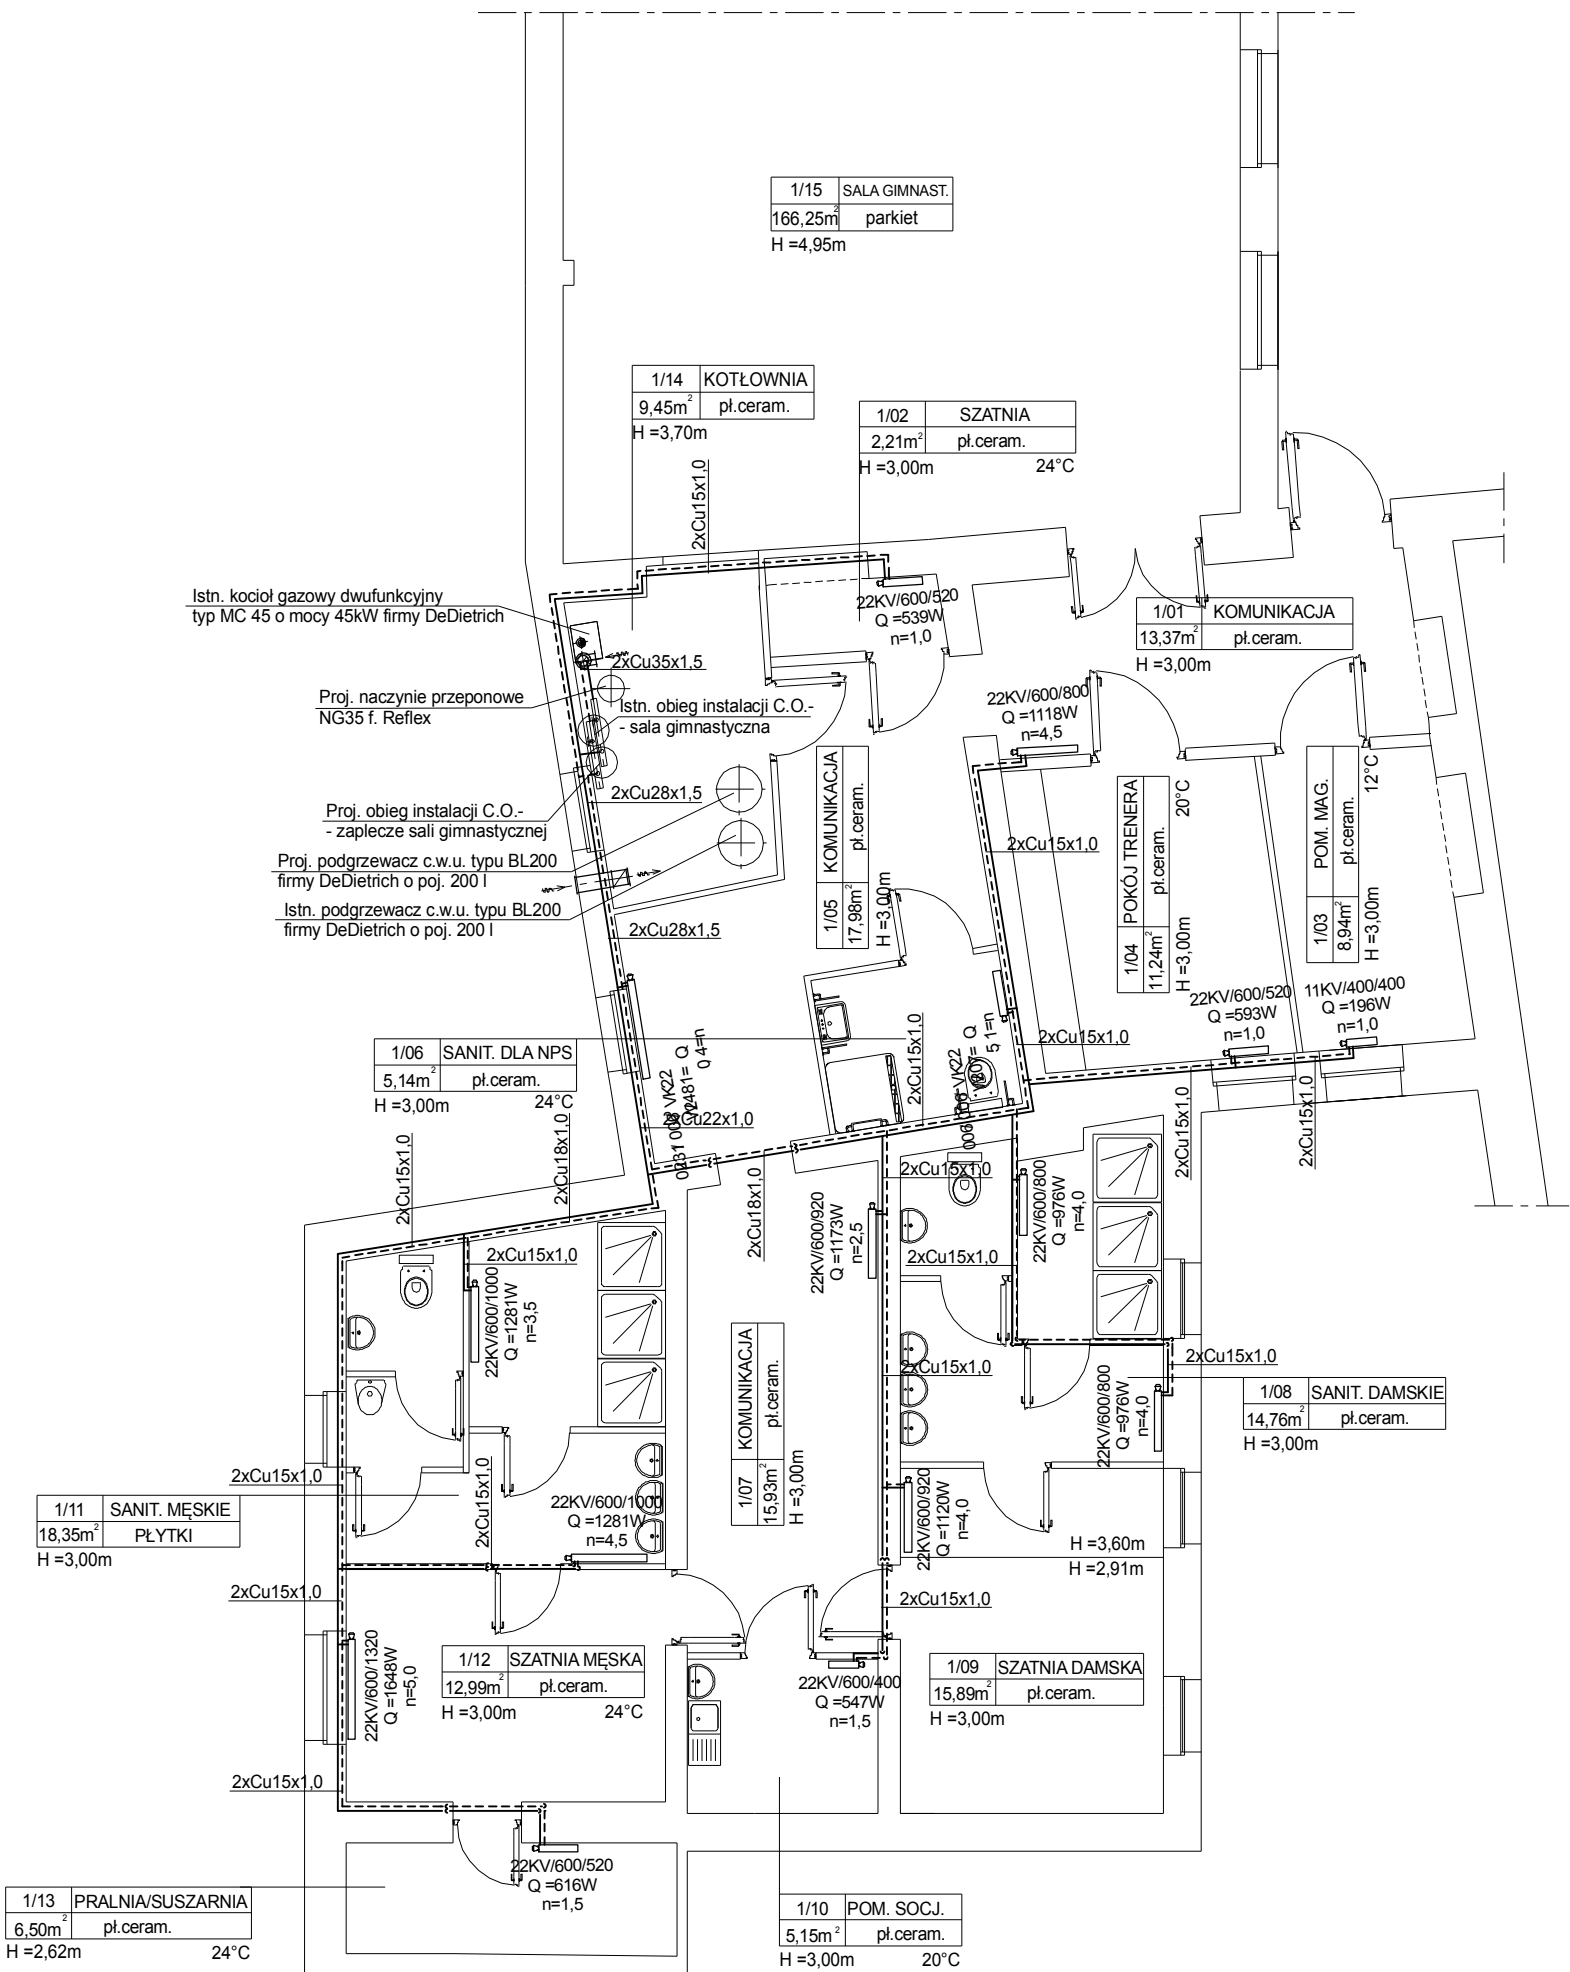 1/15 SALA GIMNAST.
166,25m² parkiet
H =4,95m
1/14 KOTŁOWNIA
9,45m² pł.ceram.
H =3,70m
1/02 SZATNIA
2,21m² pł.ceram.
H =3,00m 24°C
2xCu15x1,0
Istn. kocioł gazowy dwufunkcyjny
typ MC 45 o mocy 45kW firmy DeDietrich
22KV/600/520
Q =539W
n=1,0
1/01 KOMUNIKACJA
13,37m² pł.ceram.
H =3,00m
2xCu35x1,5
Proj. naczynie przeponowe
NG35 f. Reflex
Istn. obieg instalacji C.O.-
- sala gimnastyczna
22KV/600/800
Q =1118W
n=4,5
2xCu28x1,5
Proj. obieg instalacji C.O.-
- zaplecze sali gimnastycznej
Proj. podgrzewacz c.w.u. typu BL200
firmy DeDietrich o poj. 200 l
Istn. podgrzewacz c.w.u. typu BL200
firmy DeDietrich o poj. 200 l
1/05 KOMUNIKACJA
17,98m² pł.ceram.
H =3,00m
2xCu15x1,0
1/04 POKÓJ TRENERA
11,24m² pł.ceram.
H =3,00m 20°C
1/03 POM. MAG.
8,94m² pł.ceram.
H =3,00m 12°C
2xCu28x1,5
22KV/600/520
Q =593W
n=1,0
11KV/400/400
Q =196W
n=1,0
2xCu15x1,0
1/06 SANIT. DLA NPS
5,14m² pł.ceram.
H =3,00m 24°C
2xCu15x1,0
2xCu22x1,0
2xCu15x1,0
2xCu15x1,0
2xCu15x1,0
2xCu18x1,0
2xCu18x1,0
2xCu15x1,0
22KV/600/800
Q =976W
n=4,0
22KV/600/920
Q =1173W
n=2,5
2xCu15x1,0
2xCu15x1,0
22KV/600/1000
Q =1281W
n=3,5
1/07 KOMUNIKACJA
15,93m² pł.ceram.
H =3,00m
2xCu15x1,0
2xCu15x1,0
22KV/600/800
Q =976W
n=4,0
1/08 SANIT. DAMSKIE
14,76m² pł.ceram.
H =3,00m
2xCu15x1,0
1/11 SANIT. MĘSKIE
18,35m² PŁYTKI
H =3,00m
2xCu15x1,0
22KV/600/1000
Q =1281W
n=4,5
22KV/600/920
Q =1120W
n=4,0
H =3,60m
H =2,91m
2xCu15x1,0
2xCu15x1,0
22KV/600/1320
Q =1648W
n=5,0
1/12 SZATNIA MĘSKA
12,99m² pł.ceram.
H =3,00m 24°C
22KV/600/400
Q =547W
n=1,5
1/09 SZATNIA DAMSKA
15,89m² pł.ceram.
H =3,00m
2xCu15x1,0
22KV/600/520
Q =616W
n=1,5
1/13 PRALNIA/SUSZARNIA
6,50m² pł.ceram.
H =2,62m 24°C
1/10 POM. SOCJ.
5,15m² pł.ceram.
H =3,00m 20°C